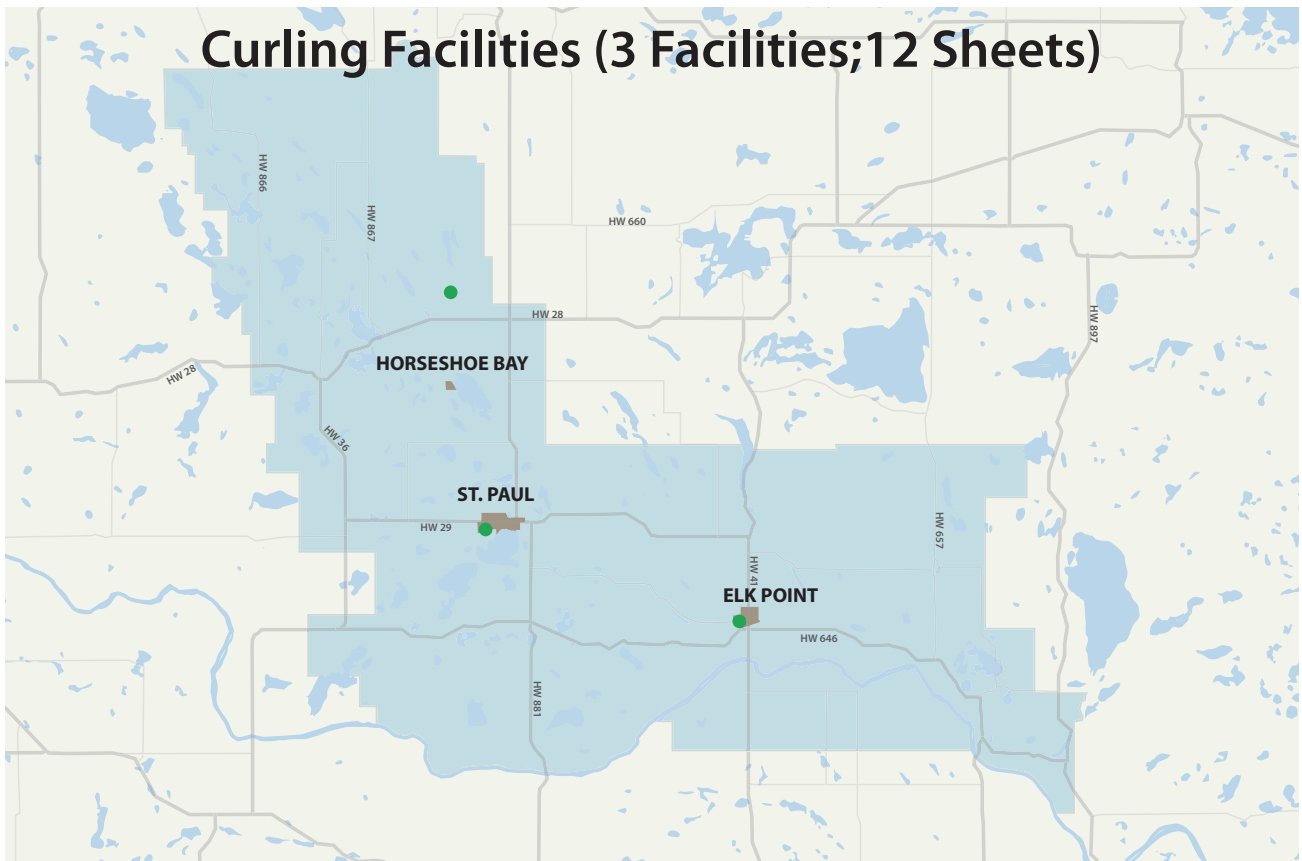 Curling Facilities (3 Facilities;12 Sheets)
HW 866
HW 867
HW 660
HW 28
HW 897
HORSESHOE BAY
HW 28
HW 36
ST. PAUL
HW 29
HW 657
HW 41
ELK POINT
HW 646
HW 881